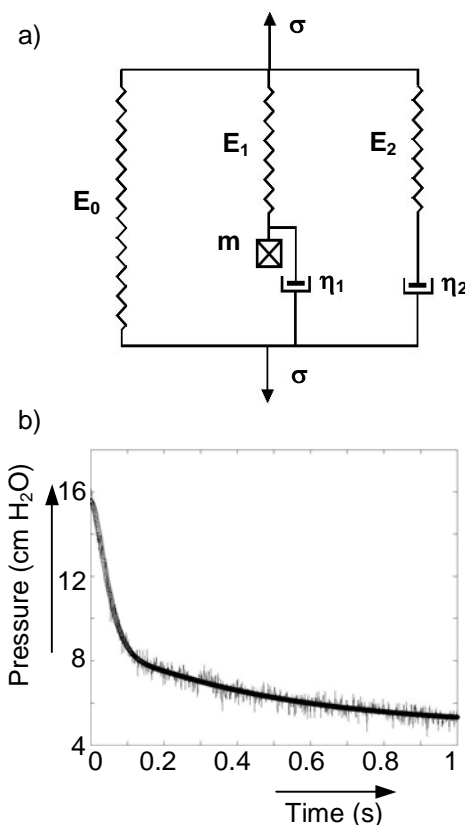 a)
σ
E₀
E₁
E₂
m
η₁
η₂
σ
b)
Pressure (cm H₂O)
16
12
8
4
0 0.2 0.4 0.6 0.8 1
Time (s)